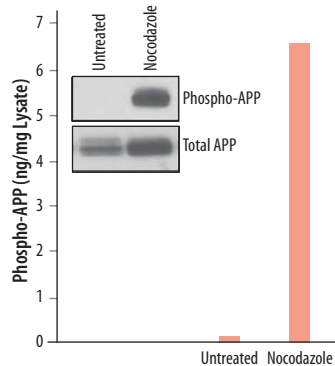 Phospho-APP (ng/mg Lysate)
7
6
5
4
3
2
1
0
Untreated
Nocodazole
Phospho-APP
Total APP
Untreated Nocodazole